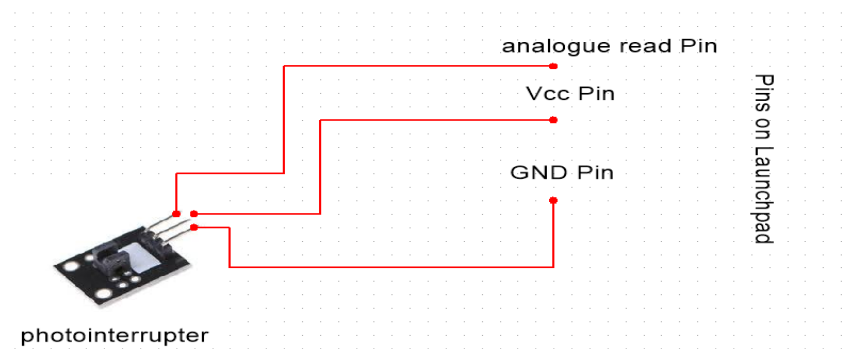 analogue read Pin
Vcc Pin
GND Pin
Pins on Launchpad
photointerrupter